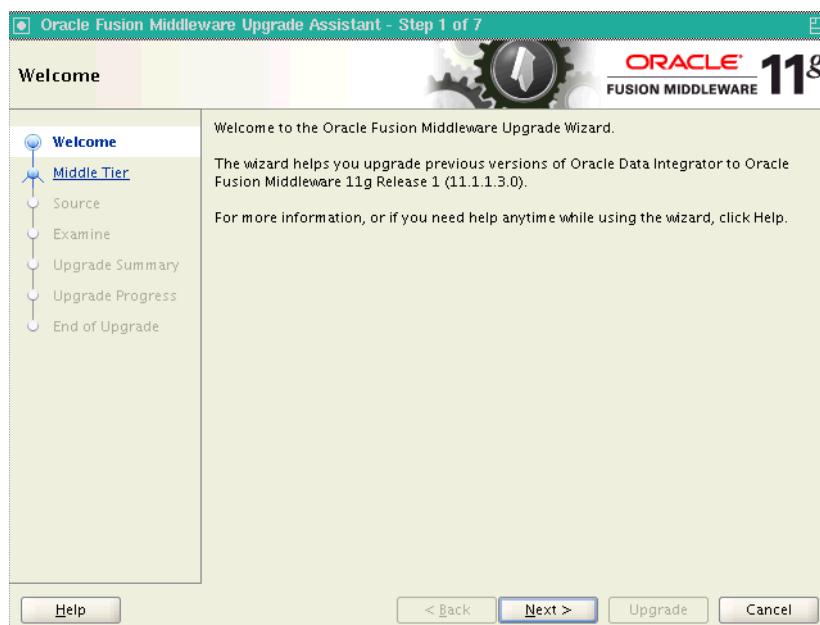 Oracle Fusion Middleware Upgrade Assistant - Step 1 of 7
Welcome
ORACLE
FUSION MIDDLEWARE
11g
Welcome
Middle Tier
Source
Examine
Upgrade Summary
Upgrade Progress
End of Upgrade
Welcome to the Oracle Fusion Middleware Upgrade Wizard.
The wizard helps you upgrade previous versions of Oracle Data Integrator to Oracle
Fusion Middleware 11g Release 1 (11.1.1.3.0).
For more information, or if you need help anytime while using the wizard, click Help.
Help
< Back
Next >
Upgrade
Cancel